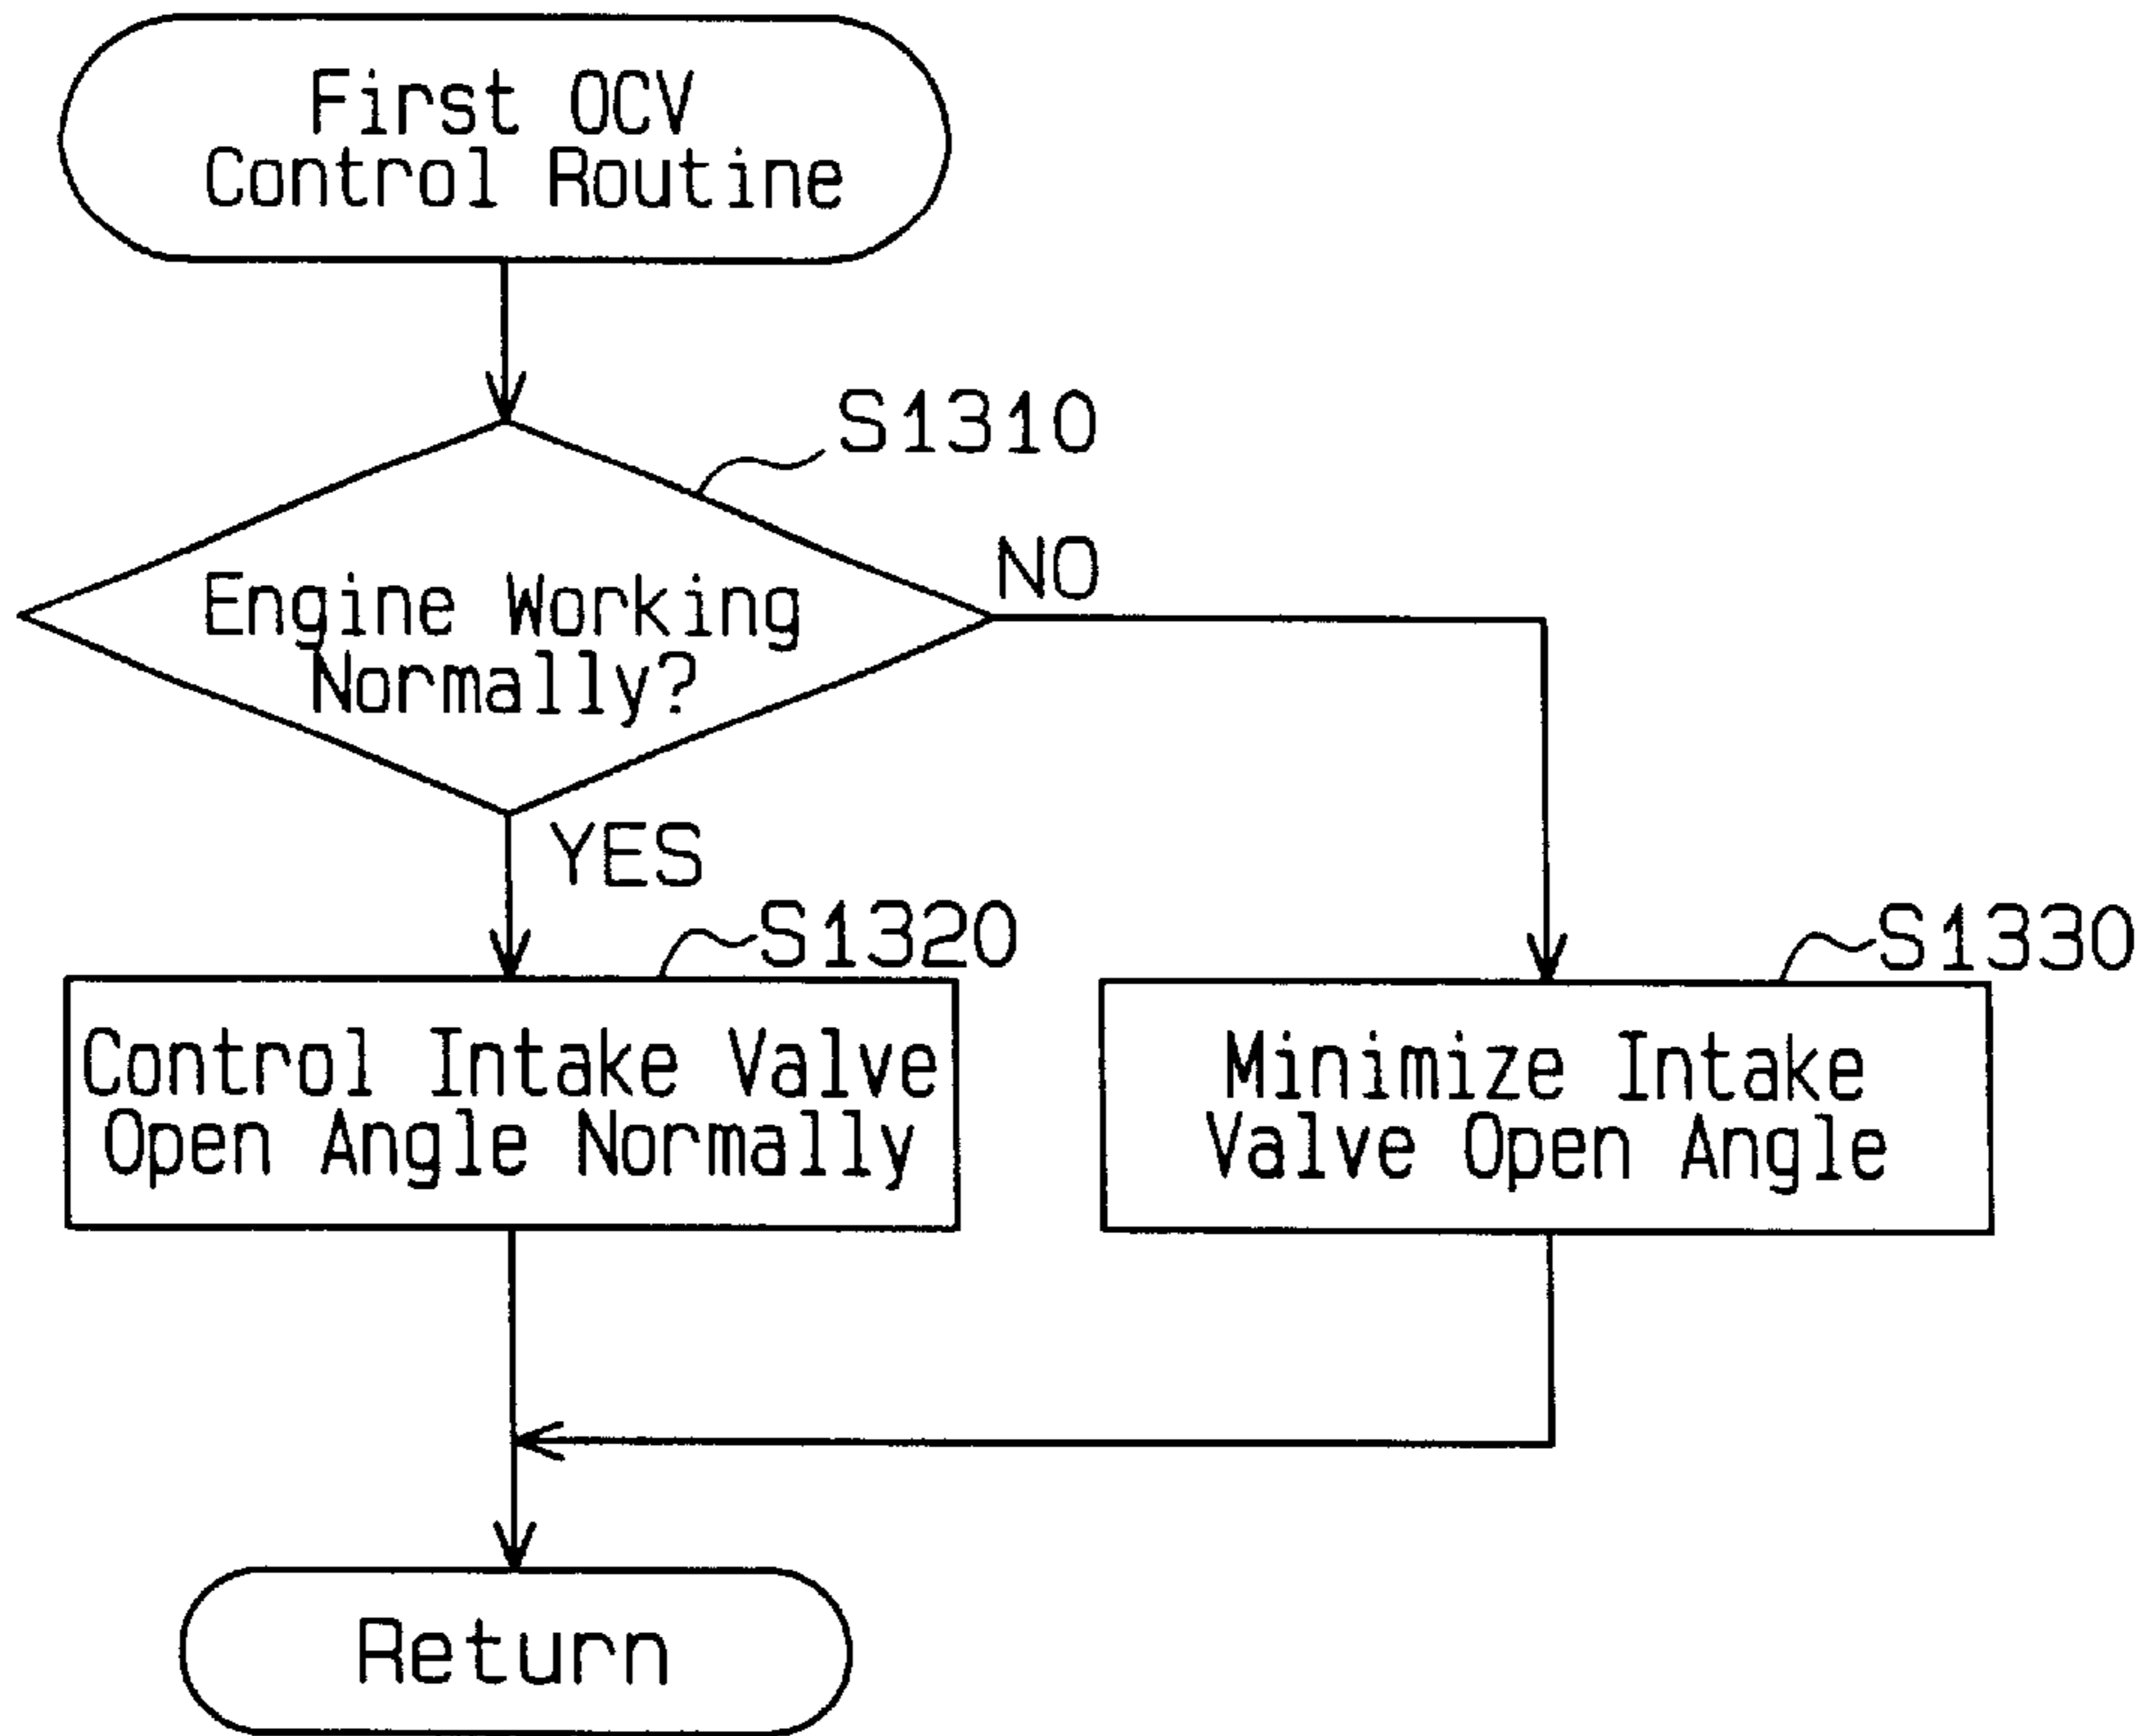 First OCV
Control Routine
S1310
NO
Engine Working
Normally?
YES
S1320
S1330
Control Intake Valve
Open Angle Normally
Minimize Intake
Valve Open Angle
Return